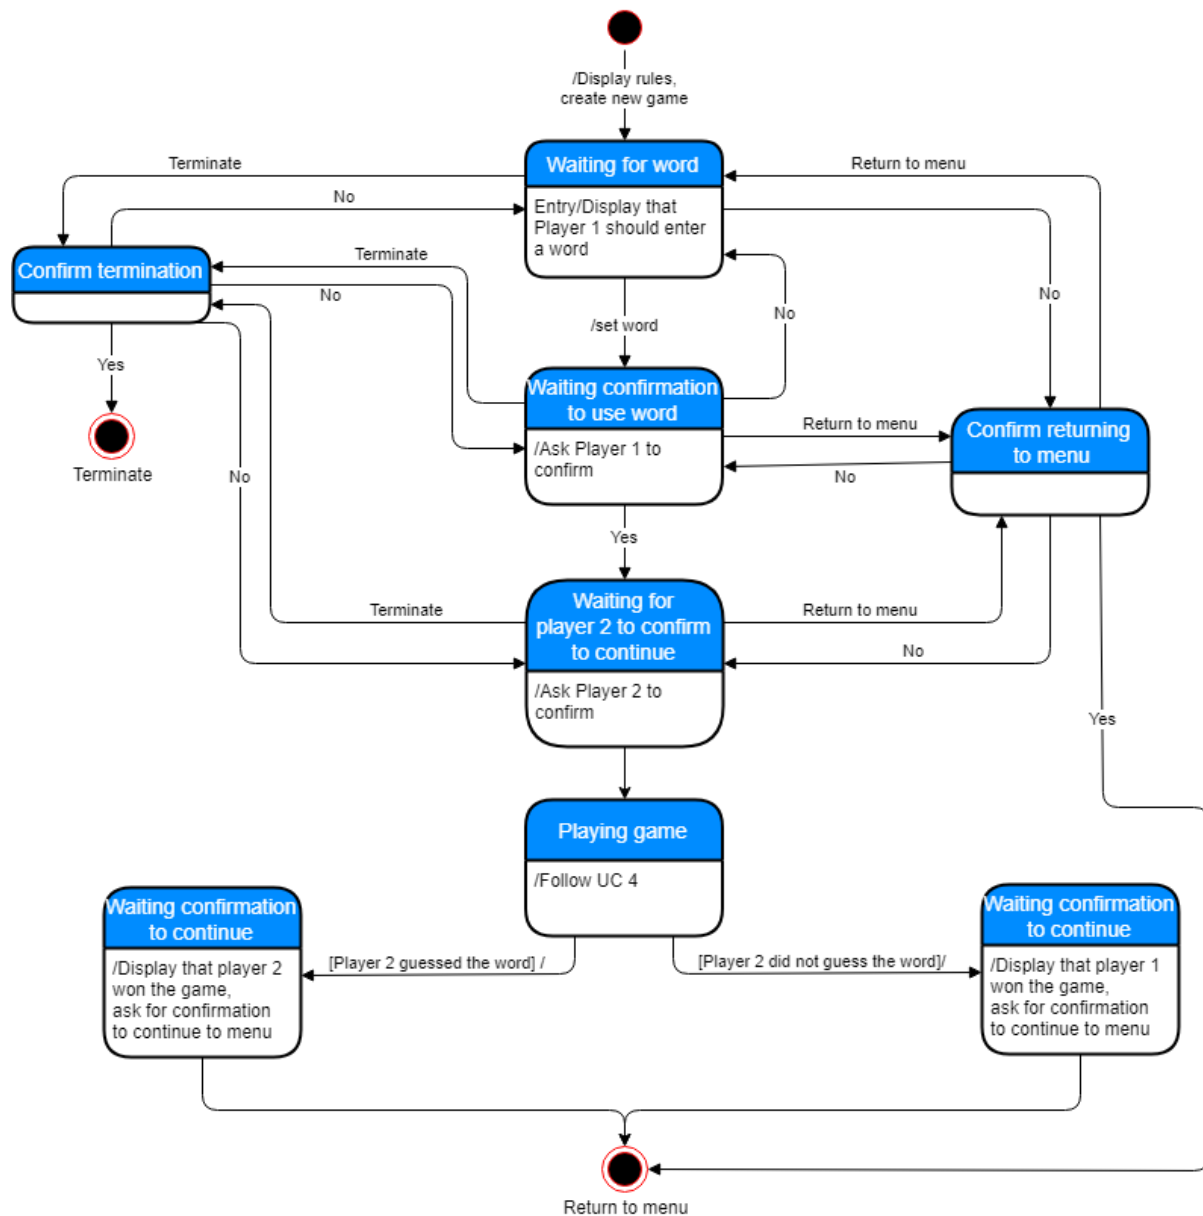 /Display rules,
create new game
Waiting for word
Entry/Display that
Player 1 should enter
a word
Terminate
Return to menu
No
Confirm termination
Terminate
No
No
No
/set word
Yes
Terminate
Waiting confirmation
to use word
/Ask Player 1 to
confirm
Return to menu
No
Confirm returning
to menu
No
Yes
Waiting for
player 2 to confirm
to continue
/Ask Player 2 to
confirm
Terminate
Return to menu
No
Yes
Playing game
/Follow UC 4
Waiting confirmation
to continue
/Display that player 2
won the game,
ask for confirmation
to continue to menu
[Player 2 guessed the word] /
[Player 2 did not guess the word]/
Waiting confirmation
to continue
/Display that player 1
won the game,
ask for confirmation
to continue to menu
Return to menu